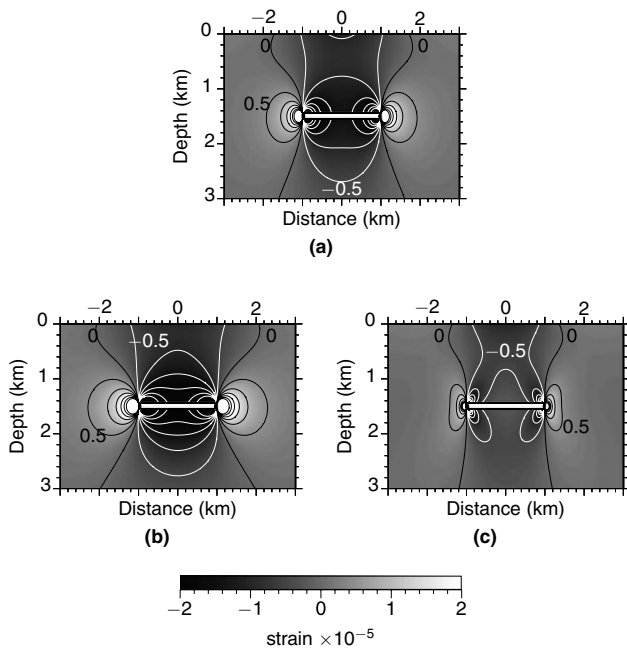 −2 0 2
0
0 0
1
0.5
2
−0.5
3
Depth (km)
Distance (km)
(a)
−2 0 2
0
0 −0.5 0
1
2
0.5
3
Depth (km)
Distance (km)
(b)
−2 0 2
0
0 0
−0.5
1
2
0.5
3
Depth (km)
Distance (km)
(c)
−2 −1 0 1 2
strain ×10⁻⁵